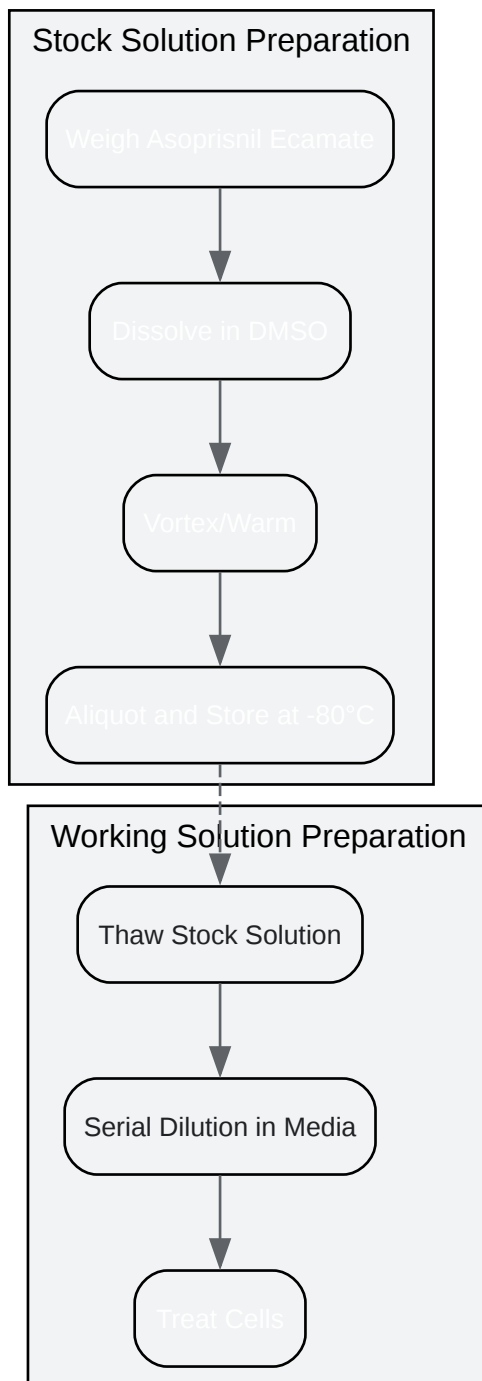 Stock Solution Preparation
Weigh Asoprisnil Ecamate
Dissolve in DMSO
Vortex/Warm
Aliquot and Store at -80°C
Working Solution Preparation
Thaw Stock Solution
Serial Dilution in Media
Treat Cells